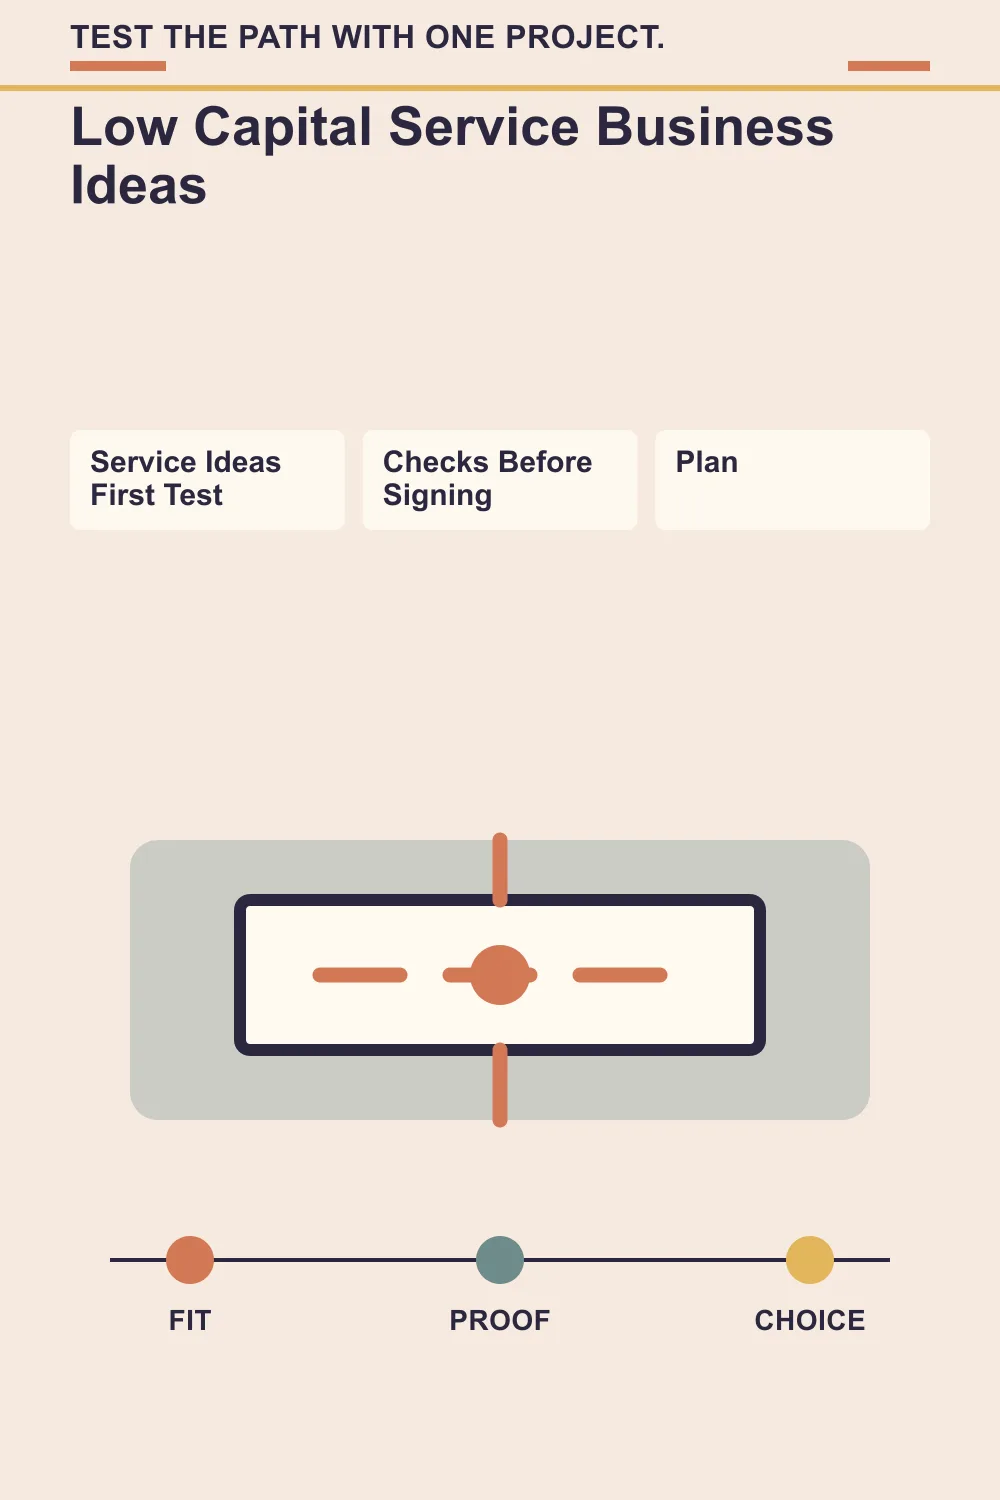 TEST THE PATH WITH ONE PROJECT.
Low Capital Service Business
Ideas
Service Ideas
First Test
Checks Before
Signing
Plan
FIT
PROOF
CHOICE